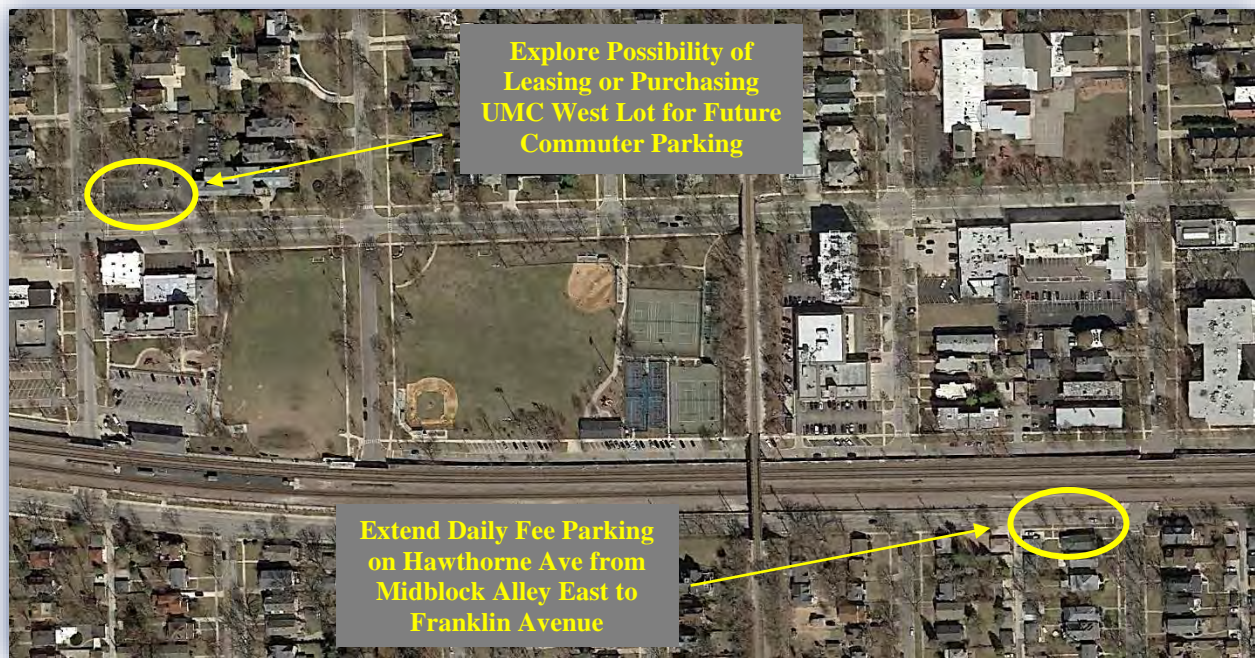 Explore Possibility of
Leasing or Purchasing
UMC West Lot for Future
Commuter Parking
Extend Daily Fee Parking
on Hawthorne Ave from
Midblock Alley East to
Franklin Avenue